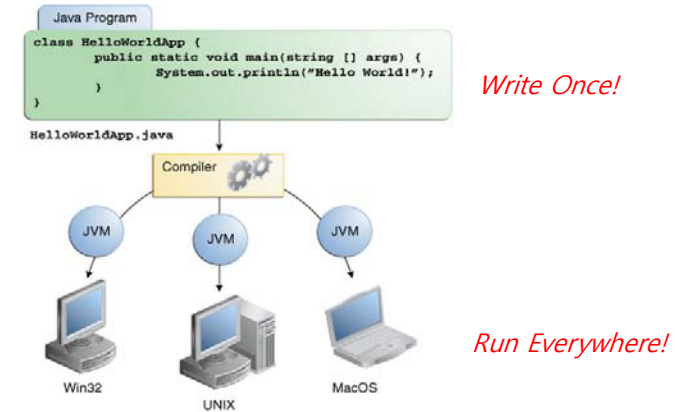 Java Program
class HelloWorldApp {
public static void main(string [] args) {
System.out.println("Hello World!");
}
}
Write Once!
HelloWorldApp.java
Compiler
JVM
JVM
JVM
Run Everywhere!
Win32
UNIX
MacOS